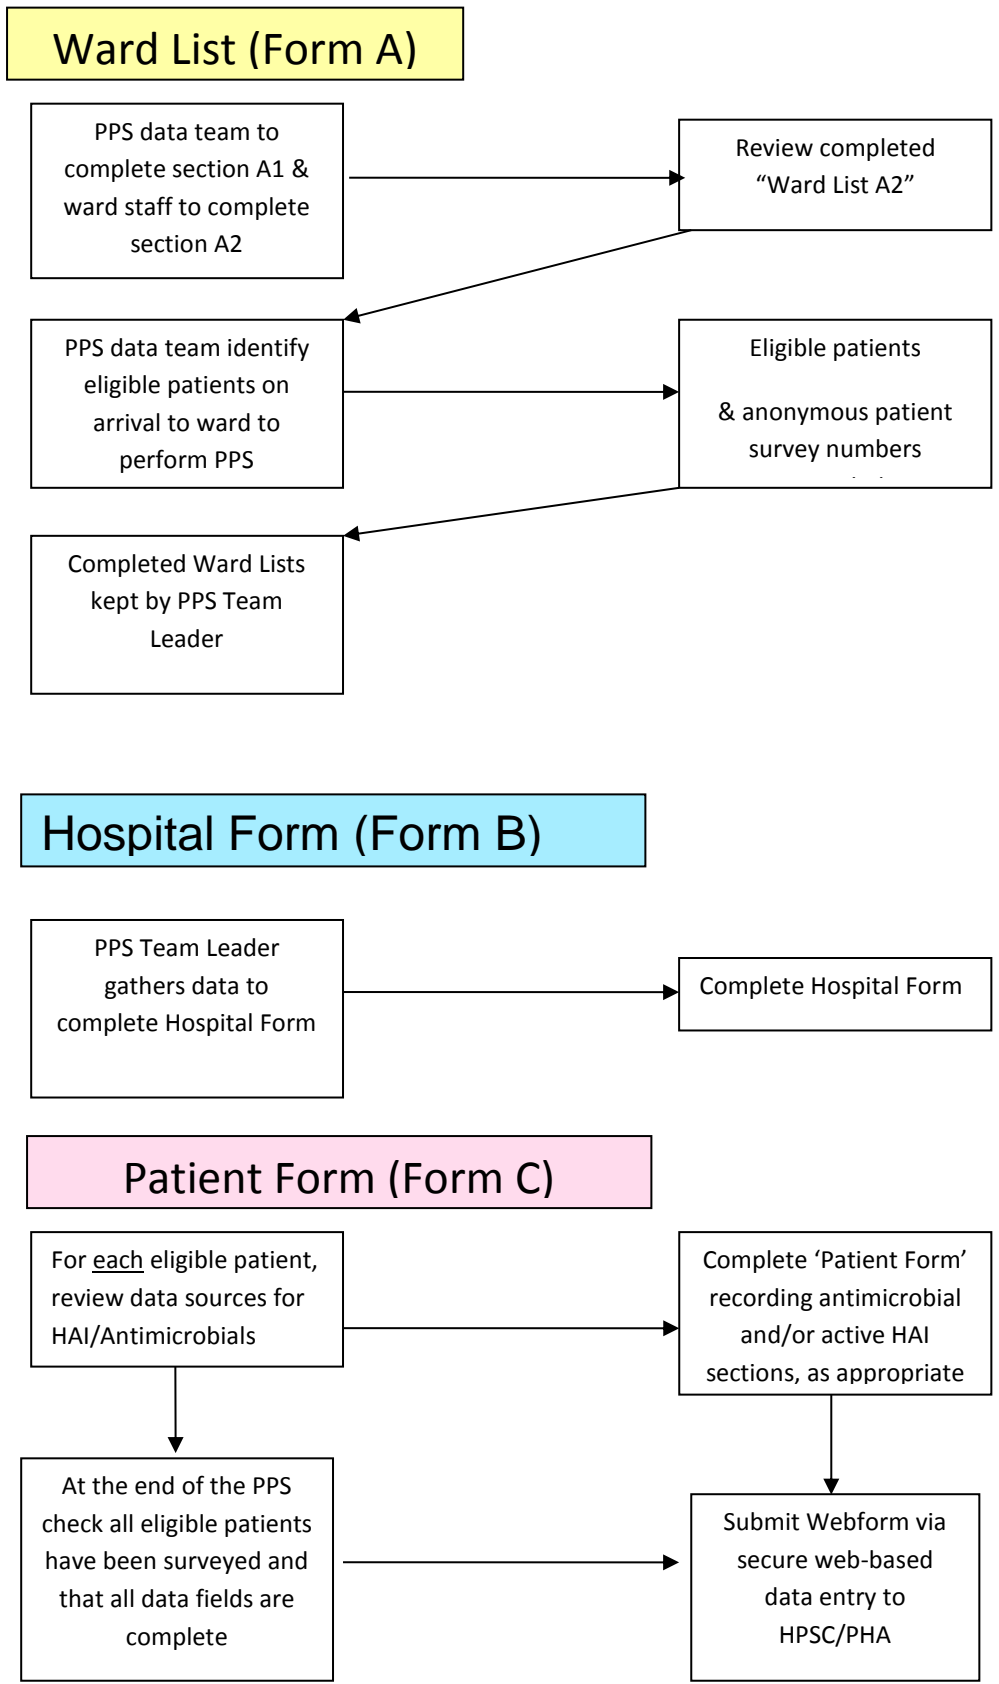 Ward List (Form A)
PPS data team to
complete section A1 &
ward staff to complete
section A2
Review completed
“Ward List A2”
PPS data team identify
eligible patients on
arrival to ward to
perform PPS
Eligible patients
& anonymous patient
survey numbers
Completed Ward Lists
kept by PPS Team
Leader
Hospital Form (Form B)
PPS Team Leader
gathers data to
complete Hospital Form
Complete Hospital Form
Patient Form (Form C)
For each eligible patient,
review data sources for
HAI/Antimicrobials
Complete ‘Patient Form’
recording antimicrobial
and/or active HAI
sections, as appropriate
At the end of the PPS
check all eligible patients
have been surveyed and
that all data fields are
complete
Submit Webform via
secure web-based
data entry to
HPSC/PHA